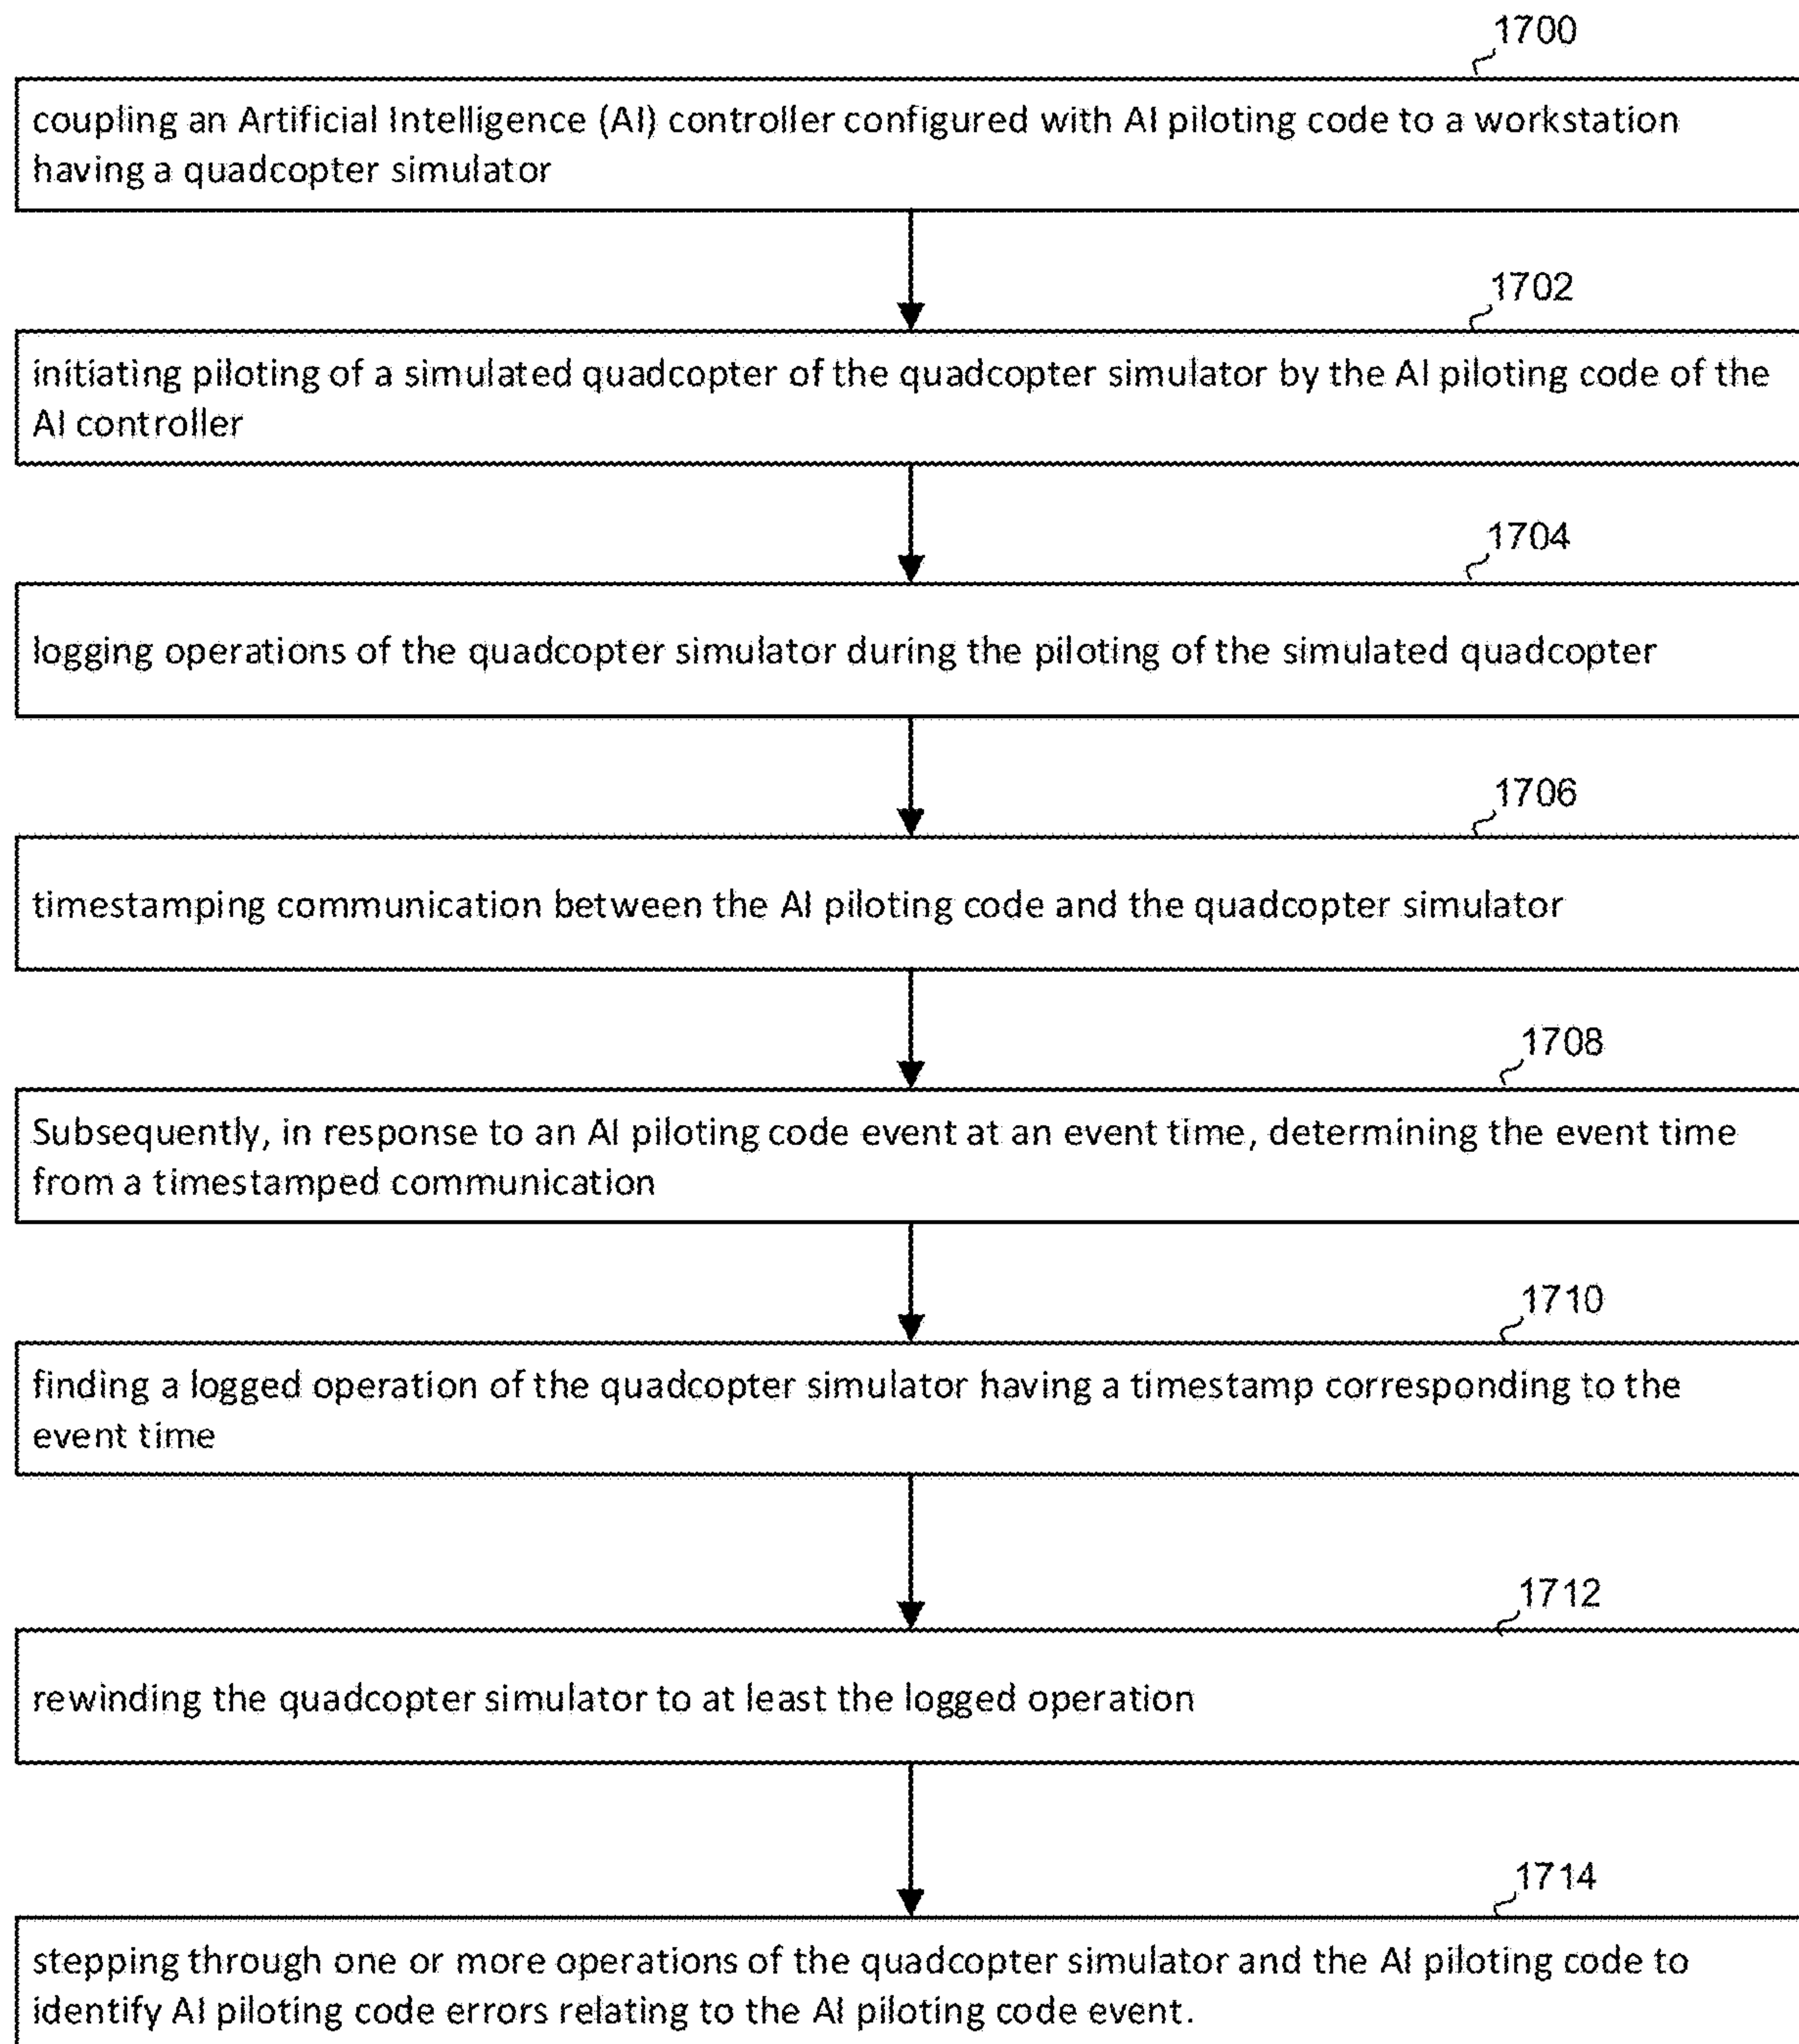 1700
coupling an Artificial Intelligence (AI) controller configured with AI piloting code to a workstation
having a quadcopter simulator
1702
initiating piloting of a simulated quadcopter of the quadcopter simulator by the AI piloting code of the
AI controller
1704
logging operations of the quadcopter simulator during the piloting of the simulated quadcopter
1706
timestamping communication between the AI piloting code and the quadcopter simulator
1708
Subsequently, in response to an AI piloting code event at an event time, determining the event time
from a timestamped communication
1710
finding a logged operation of the quadcopter simulator having a timestamp corresponding to the
event time
1712
rewinding the quadcopter simulator to at least the logged operation
1714
stepping through one or more operations of the quadcopter simulator and the AI piloting code to
identify AI piloting code errors relating to the AI piloting code event.